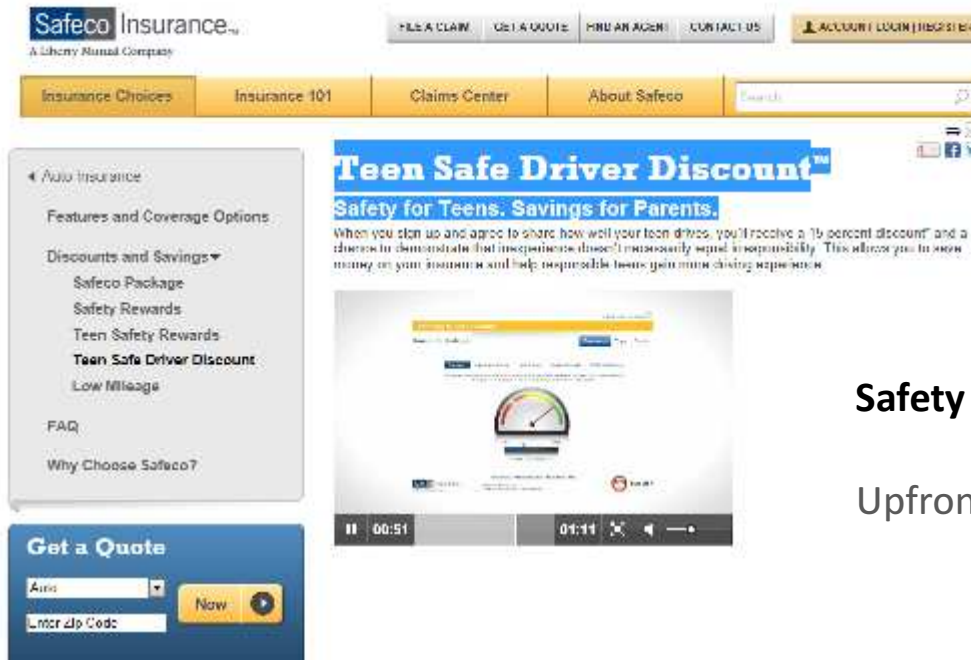 Safeco Insurance™
A Liberty Mutual Company
FILE A CLAIM GET A QUOTE FIND AN AGENT CONTACT US ACCOUNT LOGIN | REGISTER
Insurance Choices Insurance 101 Claims Center About Safeco Search
Auto Insurance
Features and Coverage Options
Discounts and Savings
Safeco Package
Safety Rewards
Teen Safety Rewards
Teen Safe Driver Discount
Low Mileage
FAQ
Why Choose Safeco?
Get a Quote
Auto
Now
Enter Zip Code
Teen Safe Driver Discount™
Safety for Teens. Savings for Parents.
When you sign up and agree to share how well your teen drives, you'll receive a 15 percent discount* and a
chance to demonstrate that inexperience doesn't necessarily equal irresponsibility. This allows you to save
money on your insurance and help responsible teens gain more driving experience.
00:51 01:11
Safety
Upfron